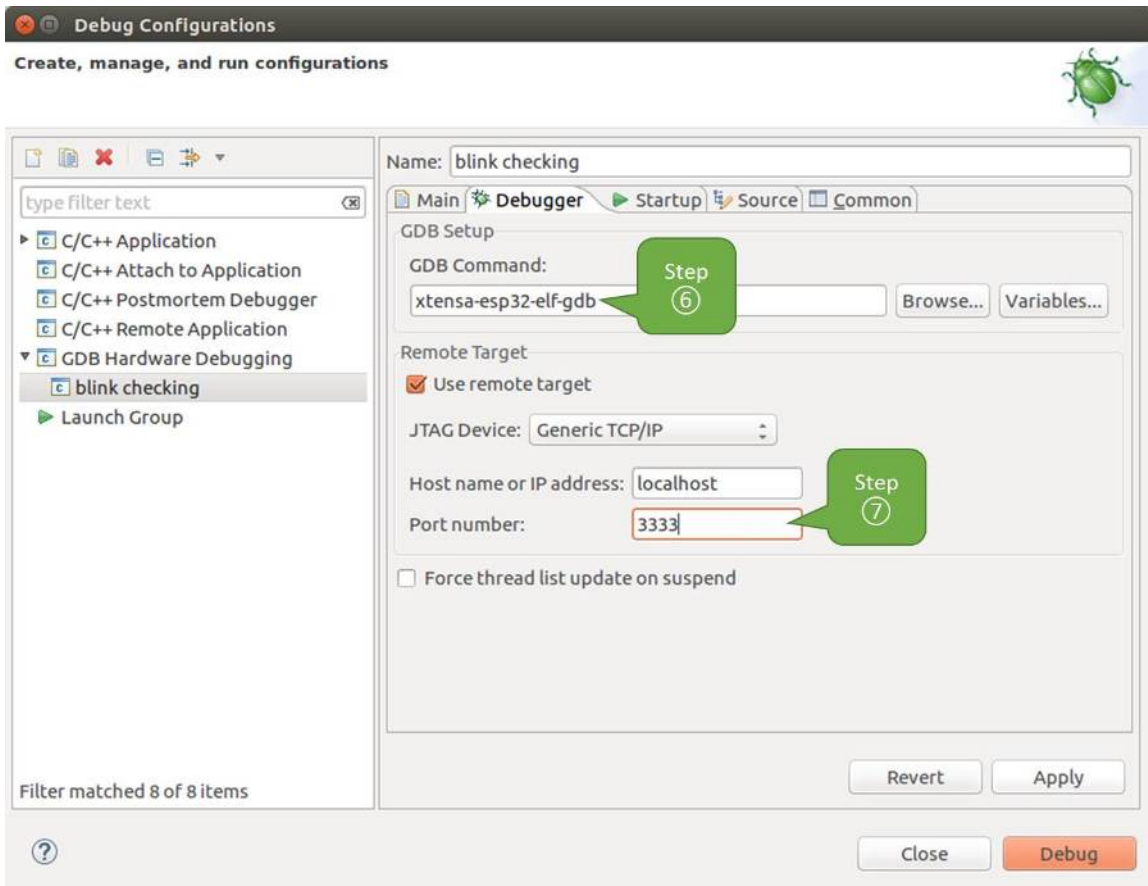 Debug Configurations
Create, manage, and run configurations
type filter text
C/C++ Application
C/C++ Attach to Application
C/C++ Postmortem Debugger
C/C++ Remote Application
GDB Hardware Debugging
blink checking
Launch Group
Filter matched 8 of 8 items
Name: blink checking
Main Debugger Startup Source Common
GDB Setup
GDB Command:
xtensa-esp32-elf-gdb
Browse... Variables...
Step
⑥
Remote Target
Use remote target
JTAG Device: Generic TCP/IP
Host name or IP address: localhost
Port number: 3333
Step
⑦
Force thread list update on suspend
Revert Apply
Close Debug